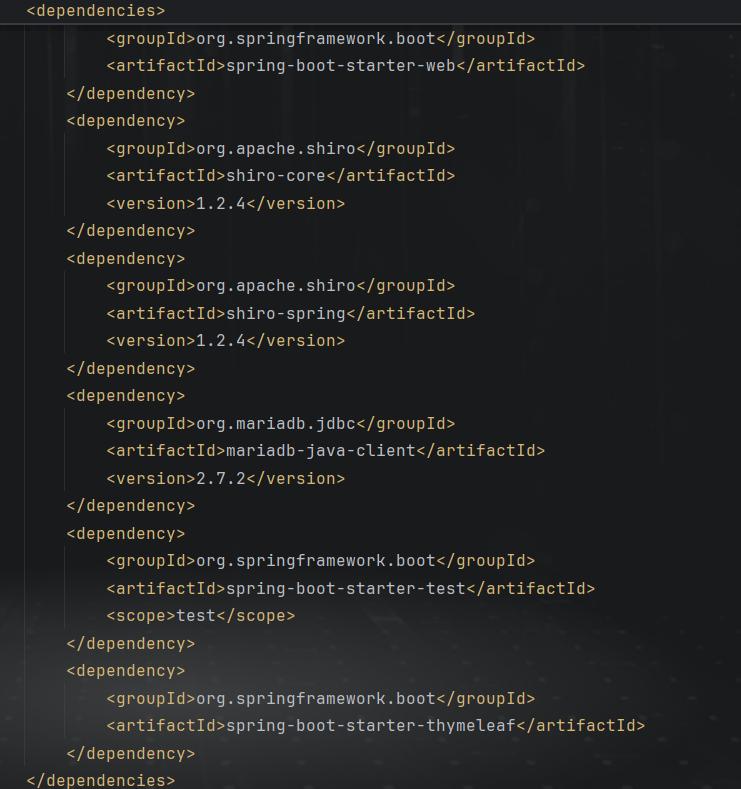 <dependencies>
<groupId>org.springframework.boot</groupId>
<artifactId>spring-boot-starter-web</artifactId>
</dependency>
<dependency>
<groupId>org.apache.shiro</groupId>
<artifactId>shiro-core</artifactId>
<version>1.2.4</version>
</dependency>
<dependency>
<groupId>org.apache.shiro</groupId>
<artifactId>shiro-spring</artifactId>
<version>1.2.4</version>
</dependency>
<dependency>
<groupId>org.mariadb.jdbc</groupId>
<artifactId>mariadb-java-client</artifactId>
<version>2.7.2</version>
</dependency>
<dependency>
<groupId>org.springframework.boot</groupId>
<artifactId>spring-boot-starter-test</artifactId>
<scope>test</scope>
</dependency>
<dependency>
<groupId>org.springframework.boot</groupId>
<artifactId>spring-boot-starter-thymeleaf</artifactId>
</dependency>
</dependencies>